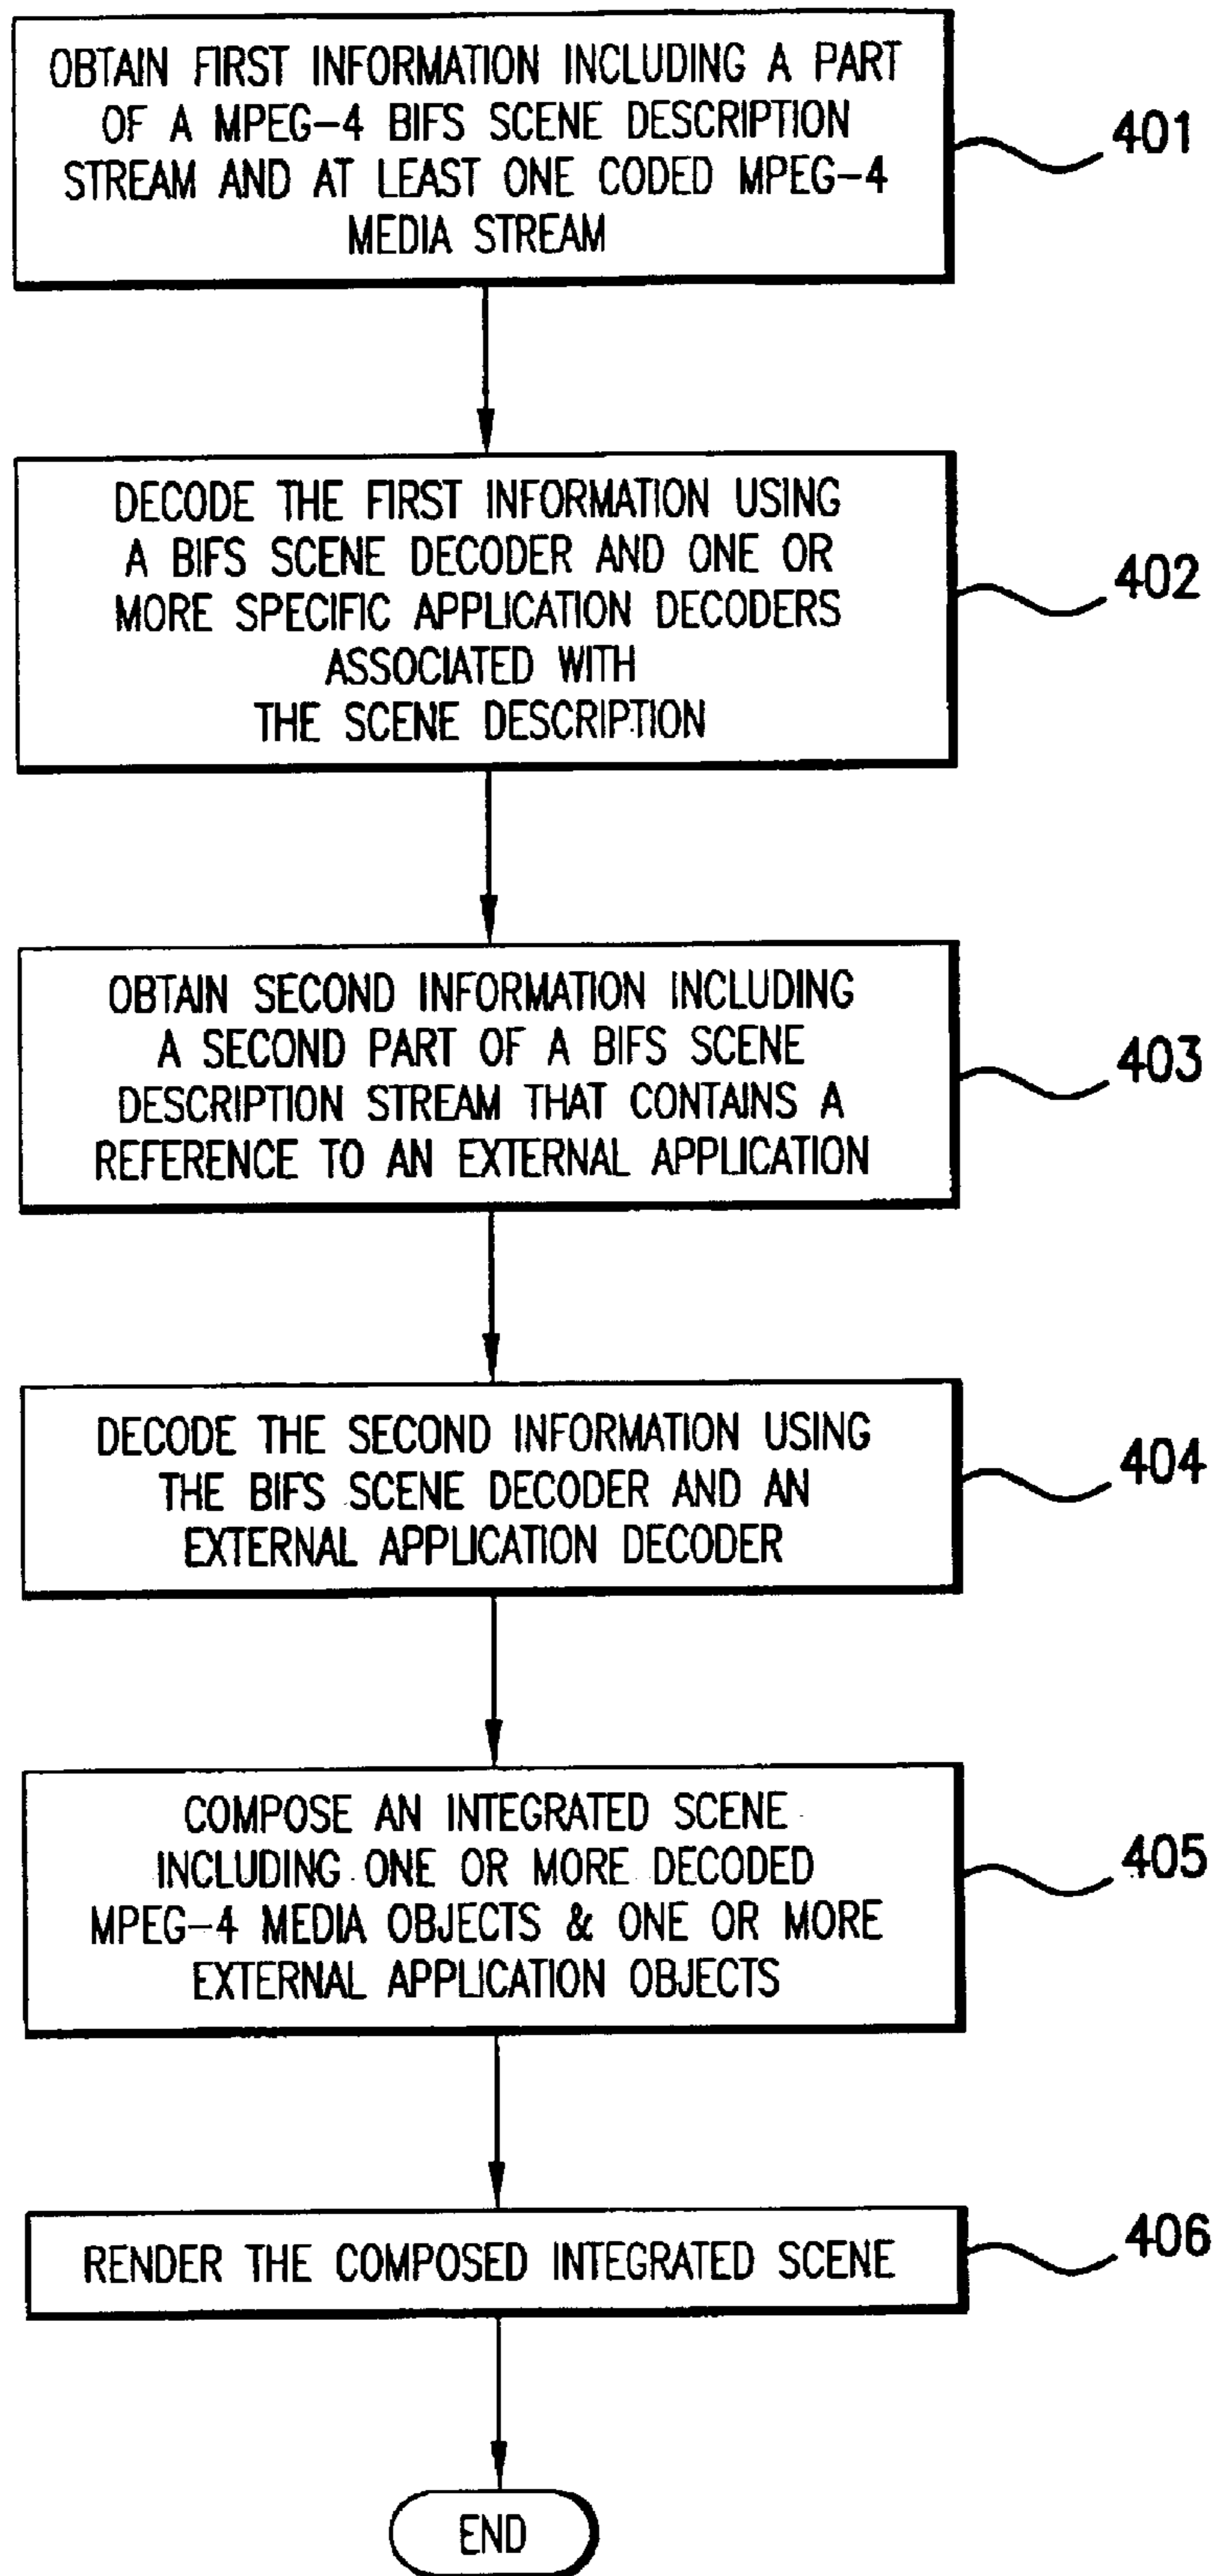 OBTAIN FIRST INFORMATION INCLUDING A PART
OF A MPEG-4 BIFS SCENE DESCRIPTION
STREAM AND AT LEAST ONE CODED MPEG-4
MEDIA STREAM
401
DECODE THE FIRST INFORMATION USING
A BIFS SCENE DECODER AND ONE OR
MORE SPECIFIC APPLICATION DECODERS
ASSOCIATED WITH
THE SCENE DESCRIPTION
402
OBTAIN SECOND INFORMATION INCLUDING
A SECOND PART OF A BIFS SCENE
DESCRIPTION STREAM THAT CONTAINS A
REFERENCE TO AN EXTERNAL APPLICATION
403
DECODE THE SECOND INFORMATION USING
THE BIFS SCENE DECODER AND AN
EXTERNAL APPLICATION DECODER
404
COMPOSE AN INTEGRATED SCENE
INCLUDING ONE OR MORE DECODED
MPEG-4 MEDIA OBJECTS & ONE OR MORE
EXTERNAL APPLICATION OBJECTS
405
RENDER THE COMPOSED INTEGRATED SCENE
406
END